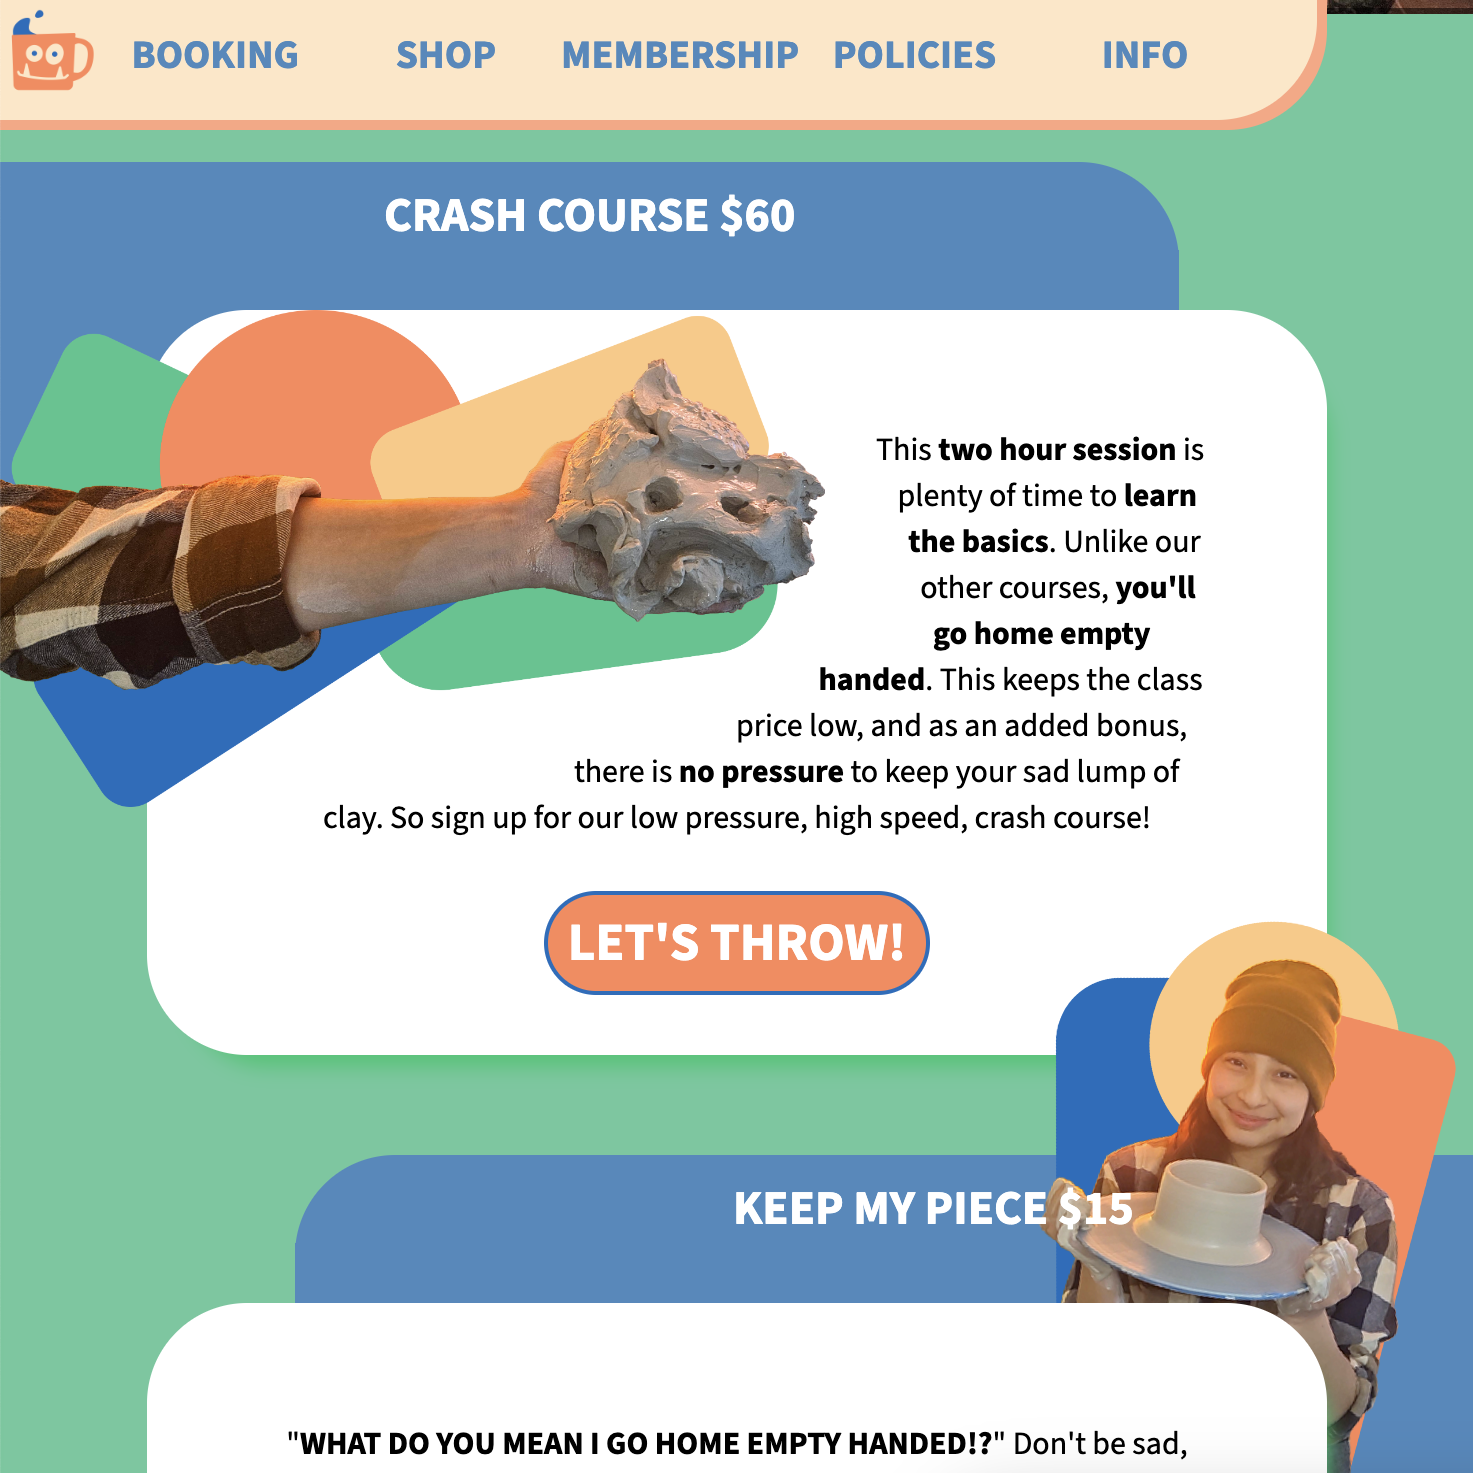 BOOKING SHOP MEMBERSHIP POLICIES INFO
CRASH COURSE $60
This two hour session is
plenty of time to learn
the basics. Unlike our
other courses, you'll
go home empty
handed. This keeps the class
price low, and as an added bonus,
there is no pressure to keep your sad lump of
clay. So sign up for our low pressure, high speed, crash course!
LET'S THROW!
KEEP MY PIECE $15
"WHAT DO YOU MEAN I GO HOME EMPTY HANDED!?" Don't be sad,